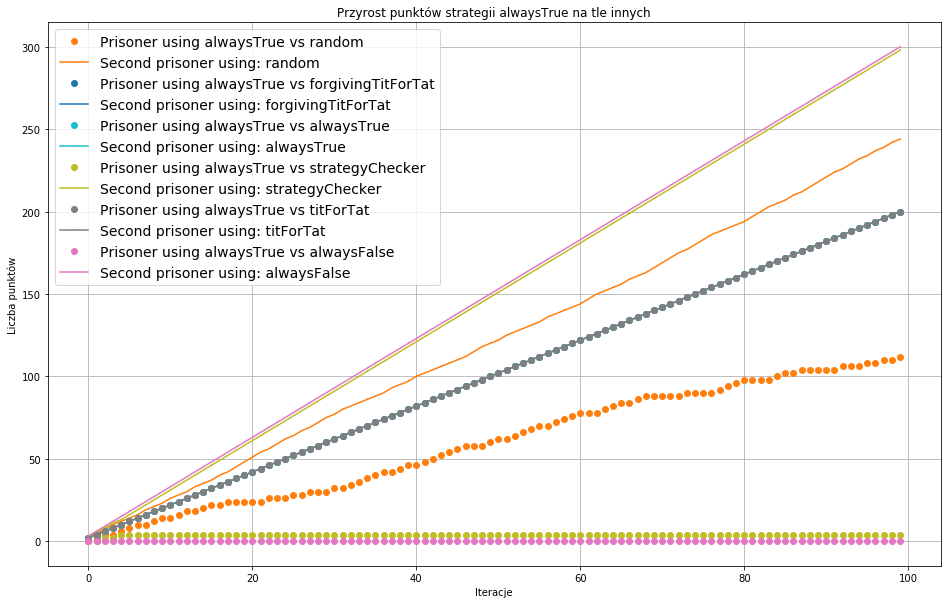 Przyrost punktów strategii alwaysTrue na tle innych
Prisoner using alwaysTrue vs random
Second prisoner using: random
Prisoner using alwaysTrue vs forgivingTitForTat
Second prisoner using: forgivingTitForTat
Prisoner using alwaysTrue vs alwaysTrue
Second prisoner using: alwaysTrue
Prisoner using alwaysTrue vs strategyChecker
Second prisoner using: strategyChecker
Prisoner using alwaysTrue vs titForTat
Second prisoner using: titForTat
Prisoner using alwaysTrue vs alwaysFalse
Second prisoner using: alwaysFalse
Liczba punktów
300
250
200
150
100
50
0
0 20 40 60 80 100
Iteracje